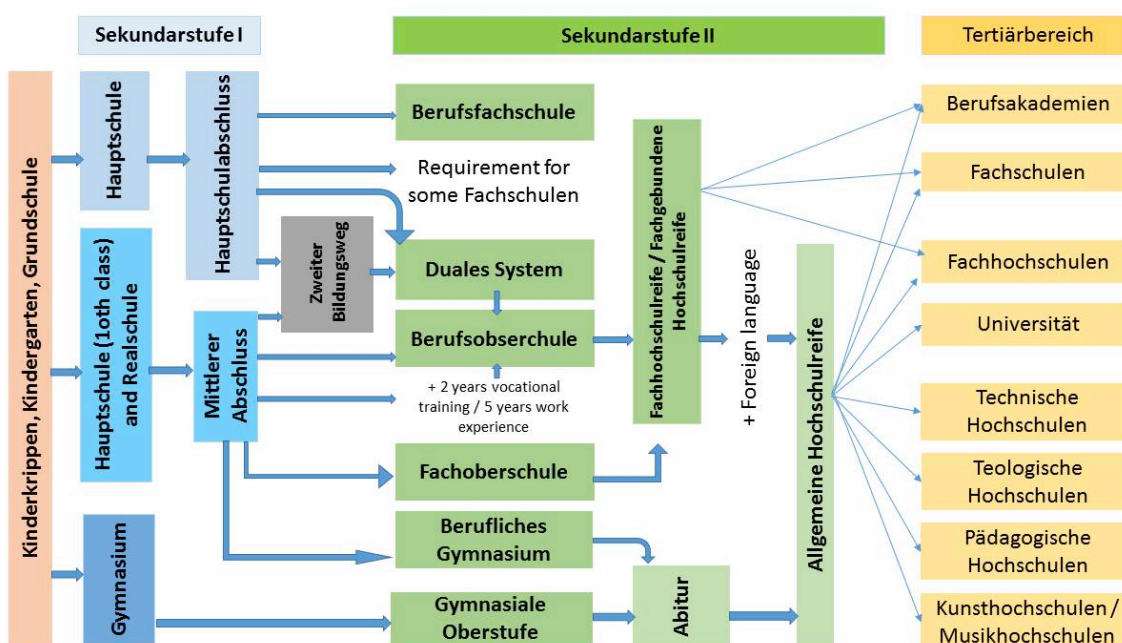 Sekundarstufe I
Sekundarstufe II
Tertiärbereich
Kinderkrippen, Kindergarten, Grundschule
Hauptschule
Hauptschulabschluss
Hauptschule (1oth class)
and Realschule
Mittlerer
Abschluss
Gymnasium
Zweiter
Bildungsweg
Berufsfachschule
Requirement for
some Fachschulen
Duales System
Berufsobserchule
+ 2 years vocational
training / 5 years work
experience
Fachoberschule
Berufliches
Gymnasium
Gymnasiale
Oberstufe
Fachhochschulreife / Fachgebundene
Hochschulreife
Abitur
+ Foreign language
Allgemeine Hochschulreife
Berufsakademien
Fachschulen
Fachhochschulen
Universität
Technische
Hochschulen
Teologische
Hochschulen
Pädagogische
Hochschulen
Kunsthochschulen /
Musikhochschulen